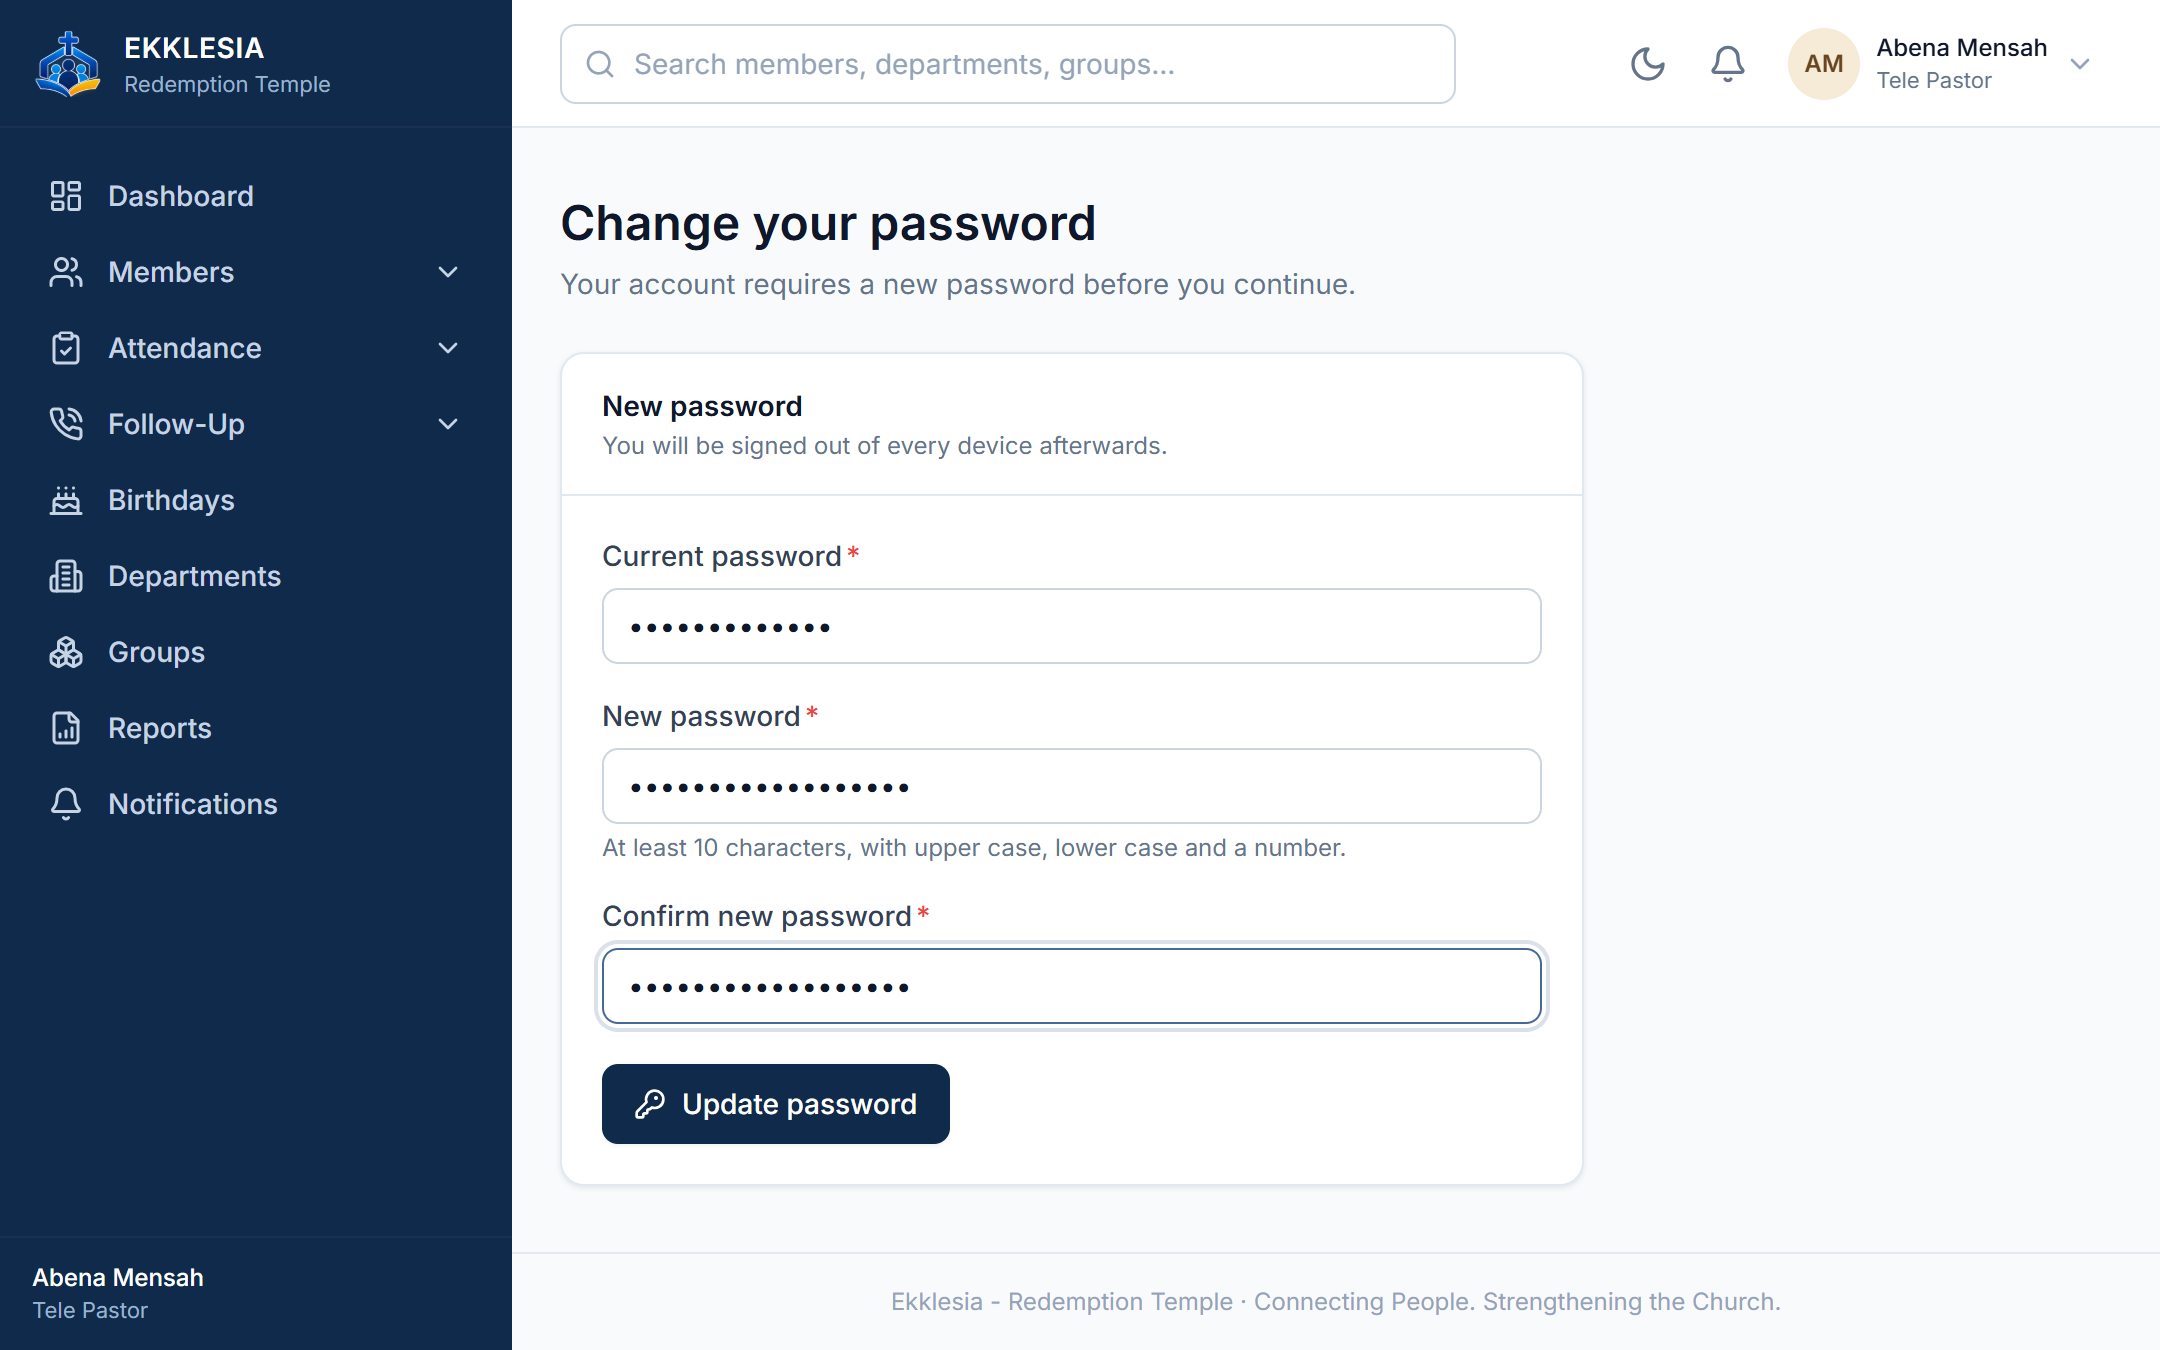 EKKLESIA
Redemption Temple
Dashboard
Members
Attendance
Follow-Up
Birthdays
Departments
Groups
Reports
Notifications
Abena Mensah
Tele Pastor
Search members, departments, groups...
AM
Abena Mensah
Tele Pastor
Change your password
Your account requires a new password before you continue.
New password
You will be signed out of every device afterwards.
Current password*
•••••••••••••
New password*
••••••••••••••••••
At least 10 characters, with upper case, lower case and a number.
Confirm new password*
••••••••••••••••••
Update password
Ekklesia - Redemption Temple · Connecting People. Strengthening the Church.